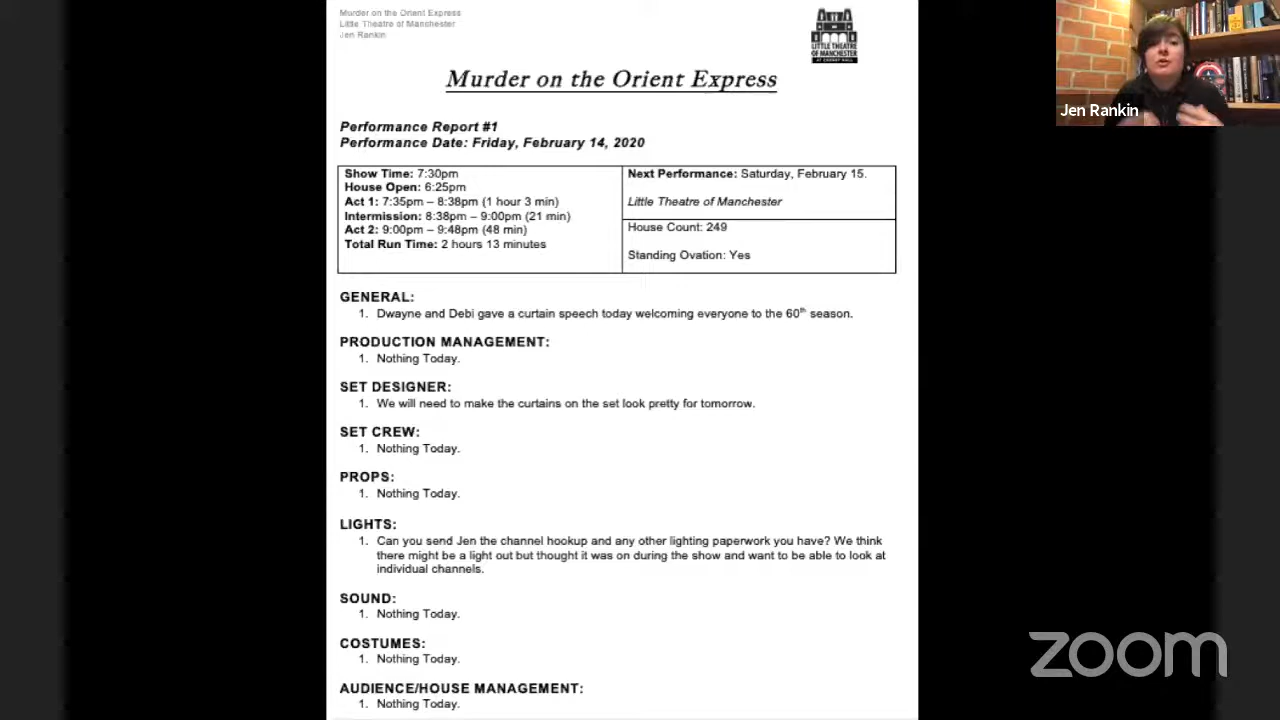 Murder on the Orient Express
Little Theatre of Manchester
Jen Rankin
LITTLE THEATRE
OF MANCHESTER
AT CHENEY HALL
Murder on the Orient Express
Performance Report #1
Performance Date: Friday, February 14, 2020
Show Time: 7:30pm
House Open: 6:25pm
Act 1: 7:35pm – 8:38pm (1 hour 3 min)
Intermission: 8:38pm – 9:00pm (21 min)
Act 2: 9:00pm – 9:48pm (48 min)
Total Run Time: 2 hours 13 minutes
Next Performance: Saturday, February 15.
Little Theatre of Manchester
House Count: 249
Standing Ovation: Yes
GENERAL:
1. Dwayne and Debi gave a curtain speech today welcoming everyone to the 60th season.
PRODUCTION MANAGEMENT:
1. Nothing Today.
SET DESIGNER:
1. We will need to make the curtains on the set look pretty for tomorrow.
SET CREW:
1. Nothing Today.
PROPS:
1. Nothing Today.
LIGHTS:
1. Can you send Jen the channel hookup and any other lighting paperwork you have? We think
there might be a light out but thought it was on during the show and want to be able to look at
individual channels.
SOUND:
1. Nothing Today.
COSTUMES:
1. Nothing Today.
AUDIENCE/HOUSE MANAGEMENT:
1. Nothing Today.
Jen Rankin
zoom